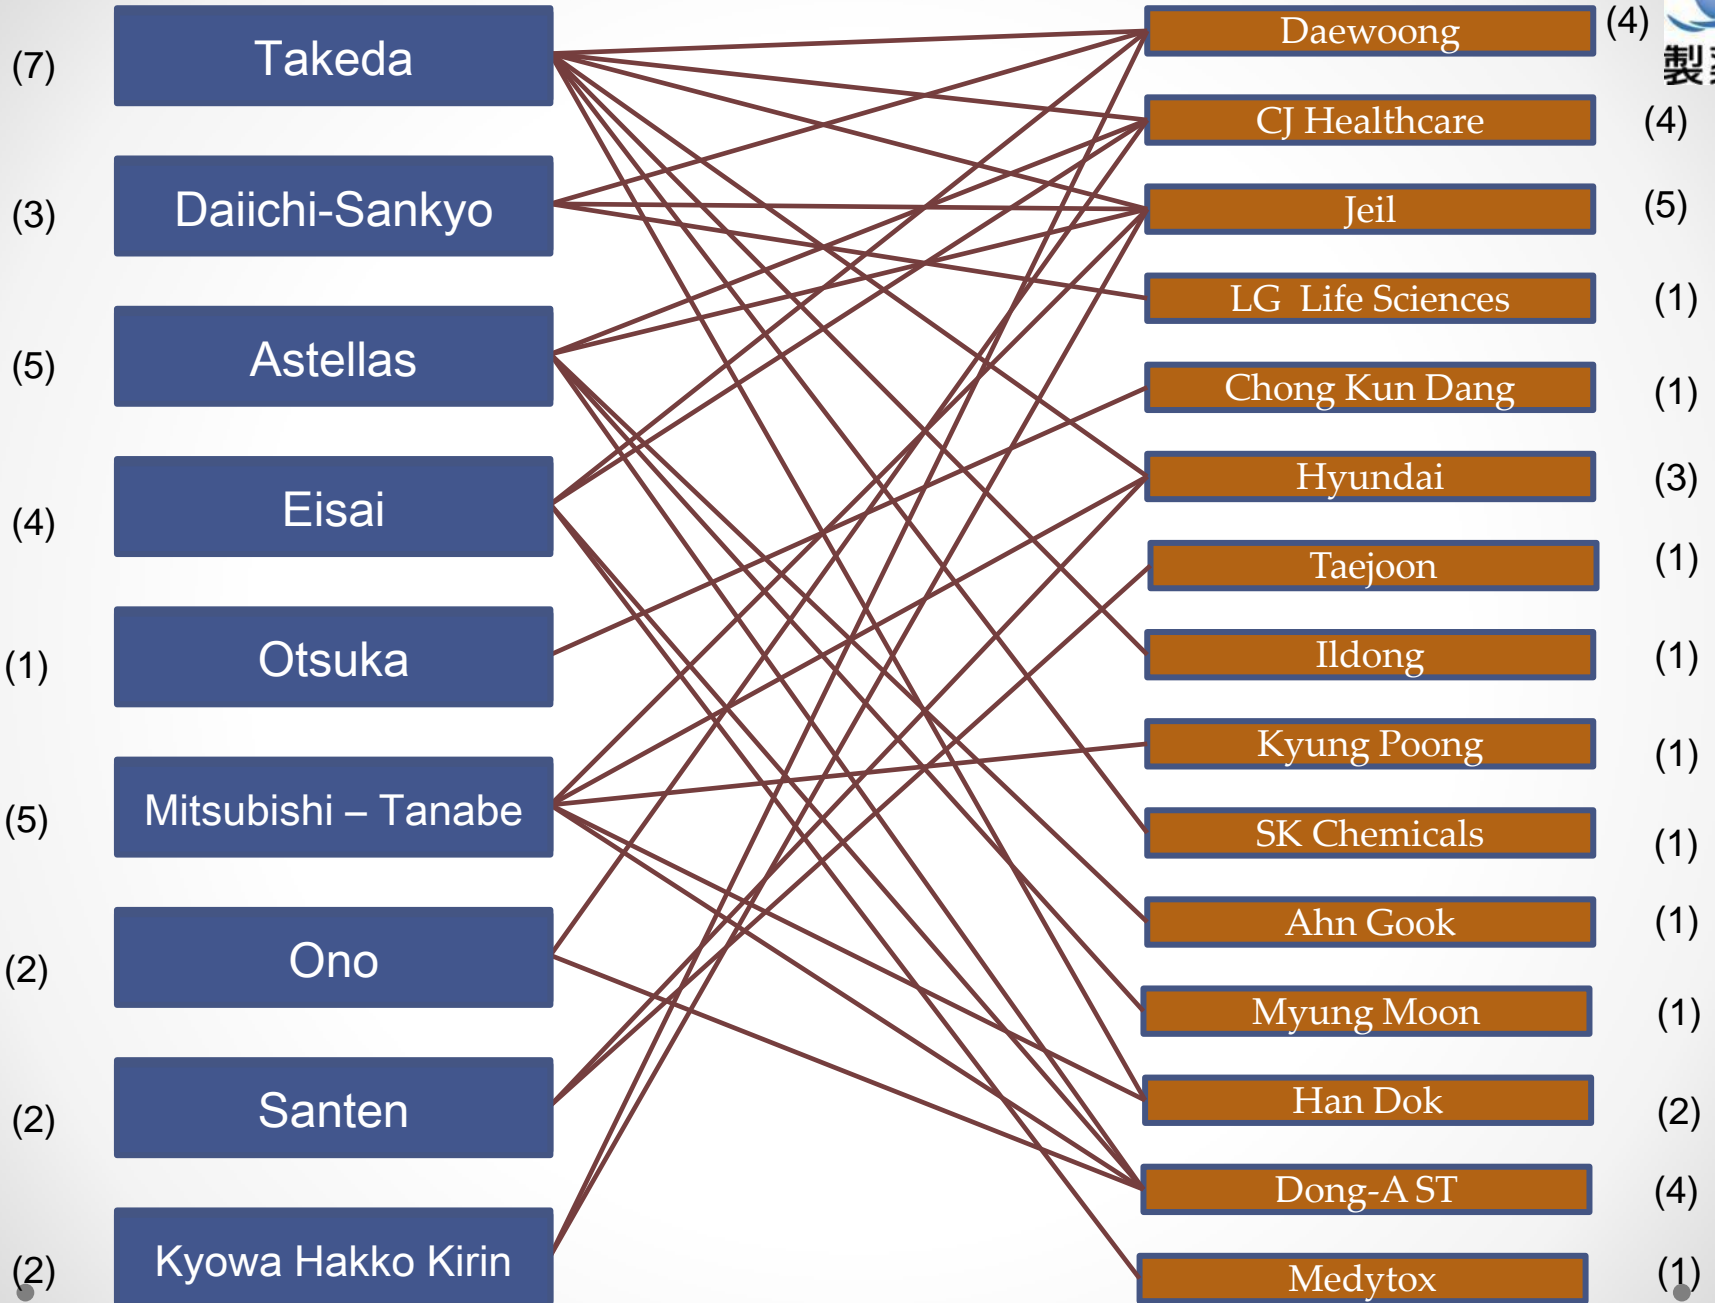 (7) Takeda Daewoong (4)
製
CJ Healthcare (4)
(3) Daiichi-Sankyo Jeil (5)
LG Life Sciences (1)
(5) Astellas Chong Kun Dang (1)
(4) Eisai Hyundai (3)
Taejoon (1)
(1) Otsuka Ildong (1)
Kyung Poong (1)
(5) Mitsubishi – Tanabe SK Chemicals (1)
Ahn Gook (1)
(2) Ono Myung Moon (1)
(2) Santen Han Dok (2)
Dong-A ST (4)
(2) Kyowa Hakko Kirin Medytox (1)